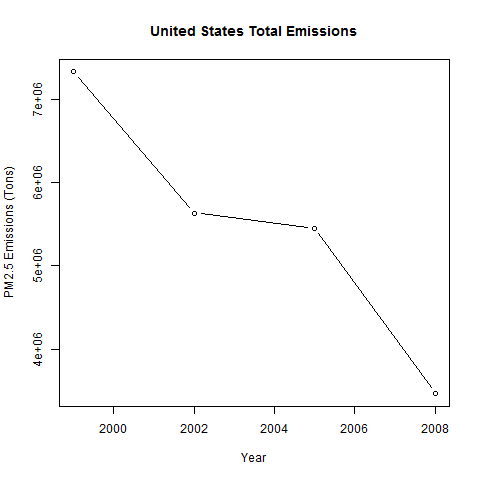 United States Total Emissions
PM2.5 Emissions (Tons)
7e+06
6e+06
5e+06
4e+06
2000 2002 2004 2006 2008
Year